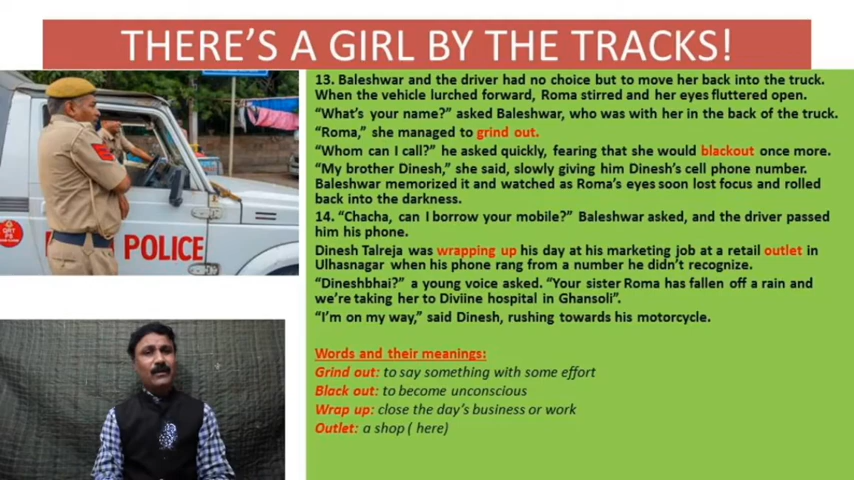 THERE'S A GIRL BY THE TRACKS!
13. Baleshwar and the driver had no choice but to move her back into the truck.
When the vehicle lurched forward, Roma stirred and her eyes fluttered open.
“What's your name?” asked Baleshwar, who was with her in the back of the truck.
“Roma,” she managed to grind out.
“Whom can I call?” he asked quickly, fearing that she would blackout once more.
“My brother Dinesh,” she said, slowly giving him Dinesh's cell phone number.
Baleshwar memorized it and watched as Roma's eyes soon lost focus and rolled
back into the darkness.
14. “Chacha, can I borrow your mobile?” Baleshwar asked, and the driver passed
him his phone.
Dinesh Talreja was wrapping up his day at his marketing job at a retail outlet in
Ulhasnagar when his phone rang from a number he didn't recognize.
“Dineshbhai?” a young voice asked. “Your sister Roma has fallen off a rain and
we're taking her to Diviine hospital in Ghansoli”.
“I'm on my way,” said Dinesh, rushing towards his motorcycle.
Words and their meanings:
Grind out: to say something with some effort
Black out: to become unconscious
Wrap up: close the day's business or work
Outlet: a shop ( here)
POLICE